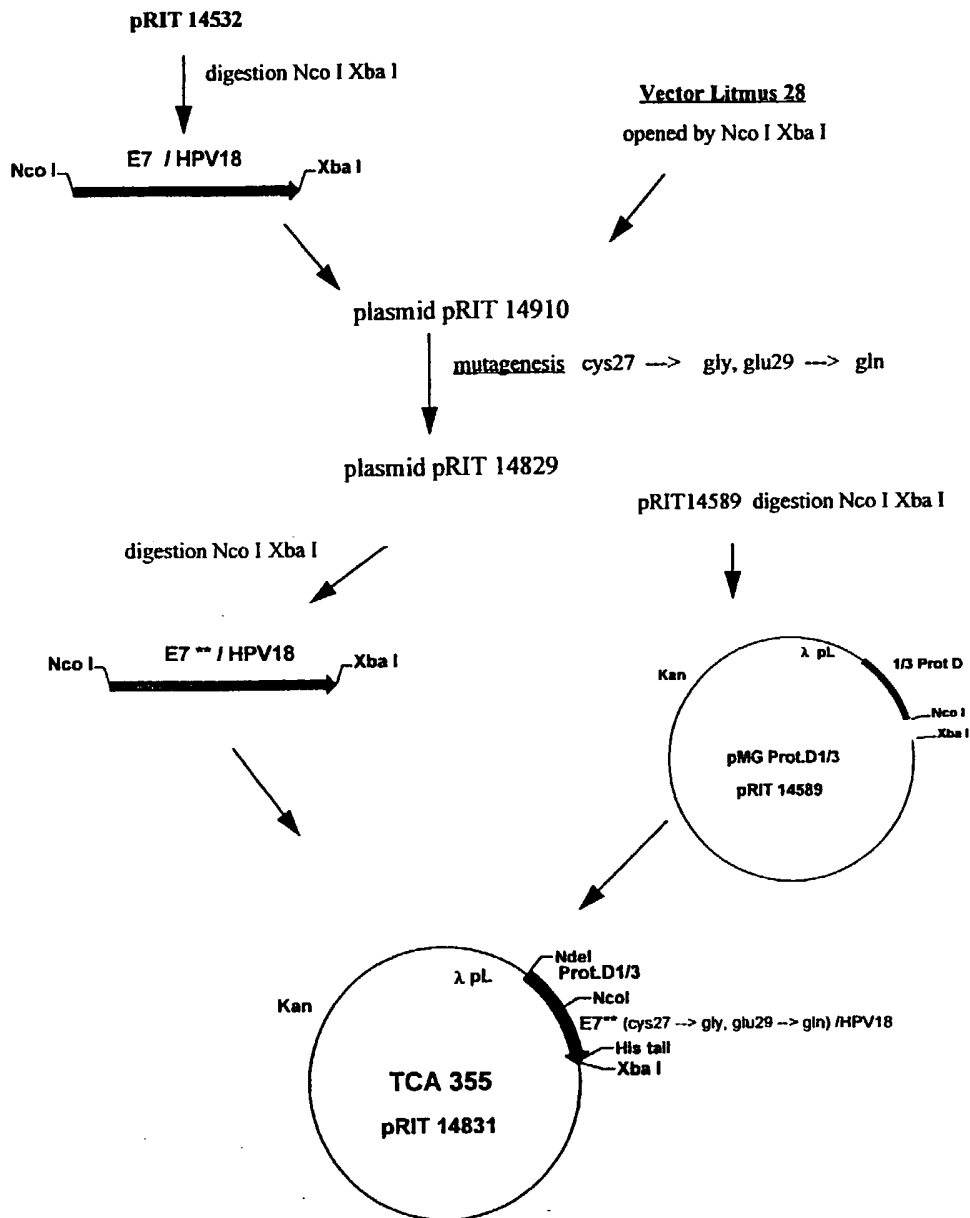 pRIT 14532
digestion Nco I Xba I
Vector Litmus 28
opened by Nco I Xba I
E7 / HPV18
Nco I
Xba I
plasmid pRIT 14910
mutagenesis cys27 ---> gly, glu29 ---> gln
plasmid pRIT 14829
pRIT14589 digestion Nco I Xba I
digestion Nco I Xba I
E7 ** / HPV18
Nco I
Xba I
λ pL
1/3 Prot D
Kan
Nco I
Xba I
pMG Prot.D1/3
pRIT 14589
NdeI
λ pL
Prot.D1/3
Kan
NcoI
E7** (cys27 --> gly, glu29 --> gln) /HPV18
His tail
Xba I
TCA 355
pRIT 14831